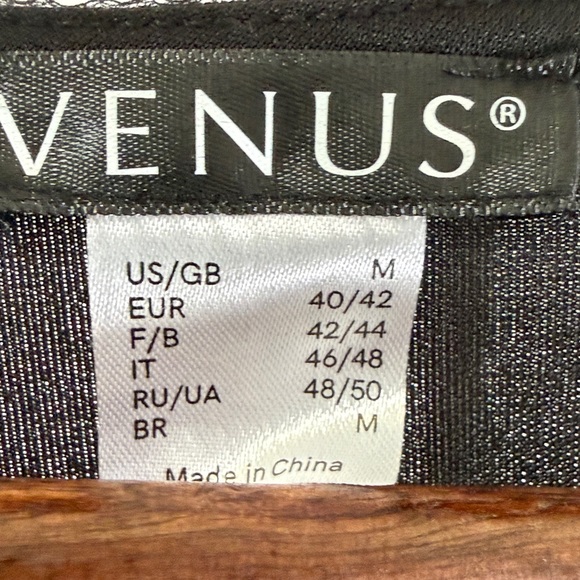 VENUS®
US/GB M
EUR 40/42
F/B 42/44
IT 46/48
RU/UA 48/50
BR M
Made in China